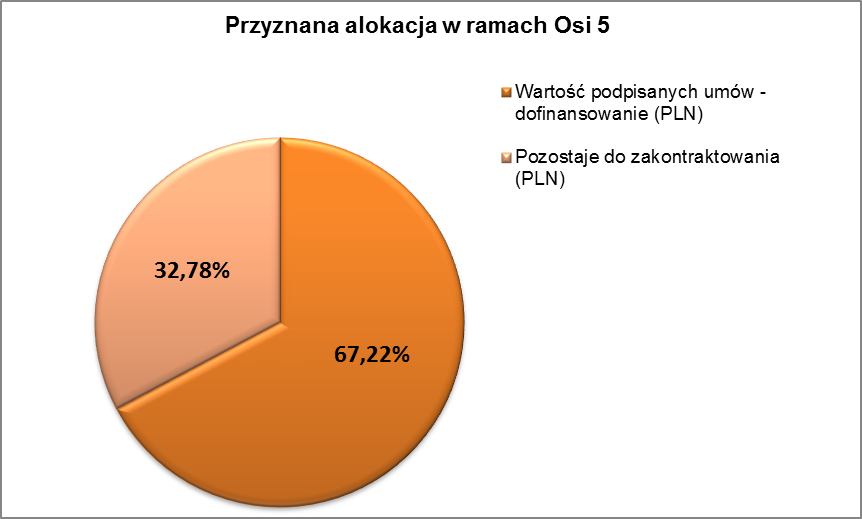 Przyznana alokacja w ramach Osi 5
Wartość podpisanych umów -
dofinansowanie (PLN)
Pozostaje do zakontraktowania
(PLN)
32,78%
67,22%